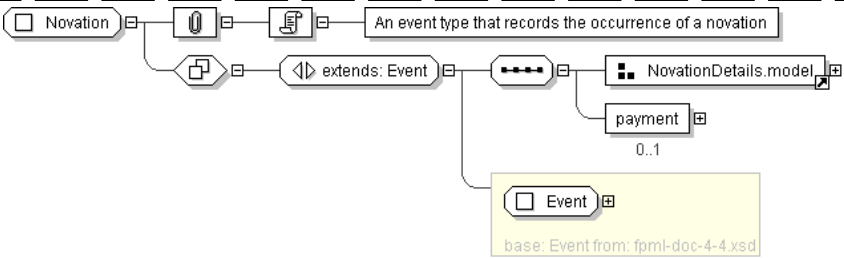 Novation
An event type that records the occurrence of a novation
extends: Event
NovationDetails.model
payment
0..1
Event
base: Event from: fpml-doc-4-4.xsd